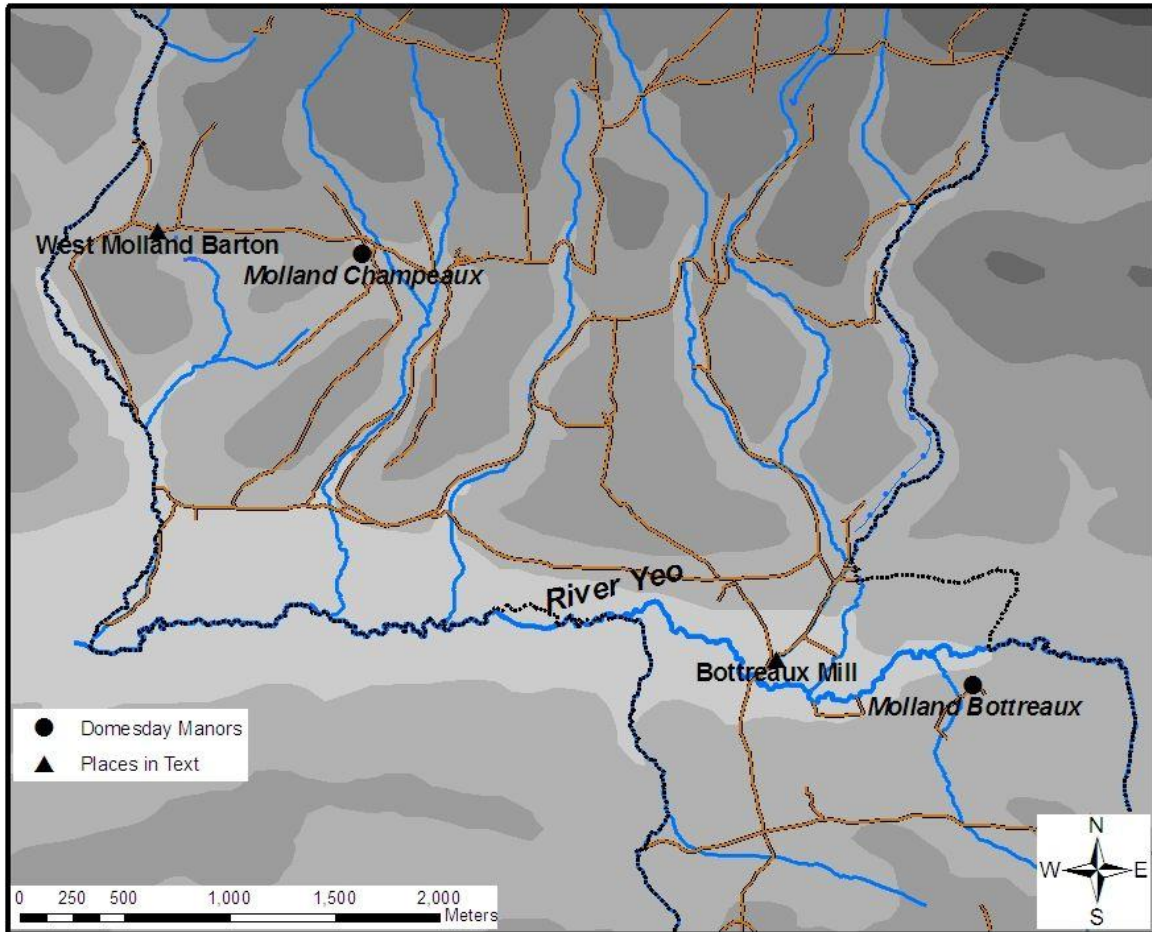 West Molland Barton
Molland Champeaux
River Yeo
Bottreaux Mill
Molland Bottreaux
Domesday Manors
Places in Text
N
W E
S
0 250 500 1,000 1,500 2,000
Meters